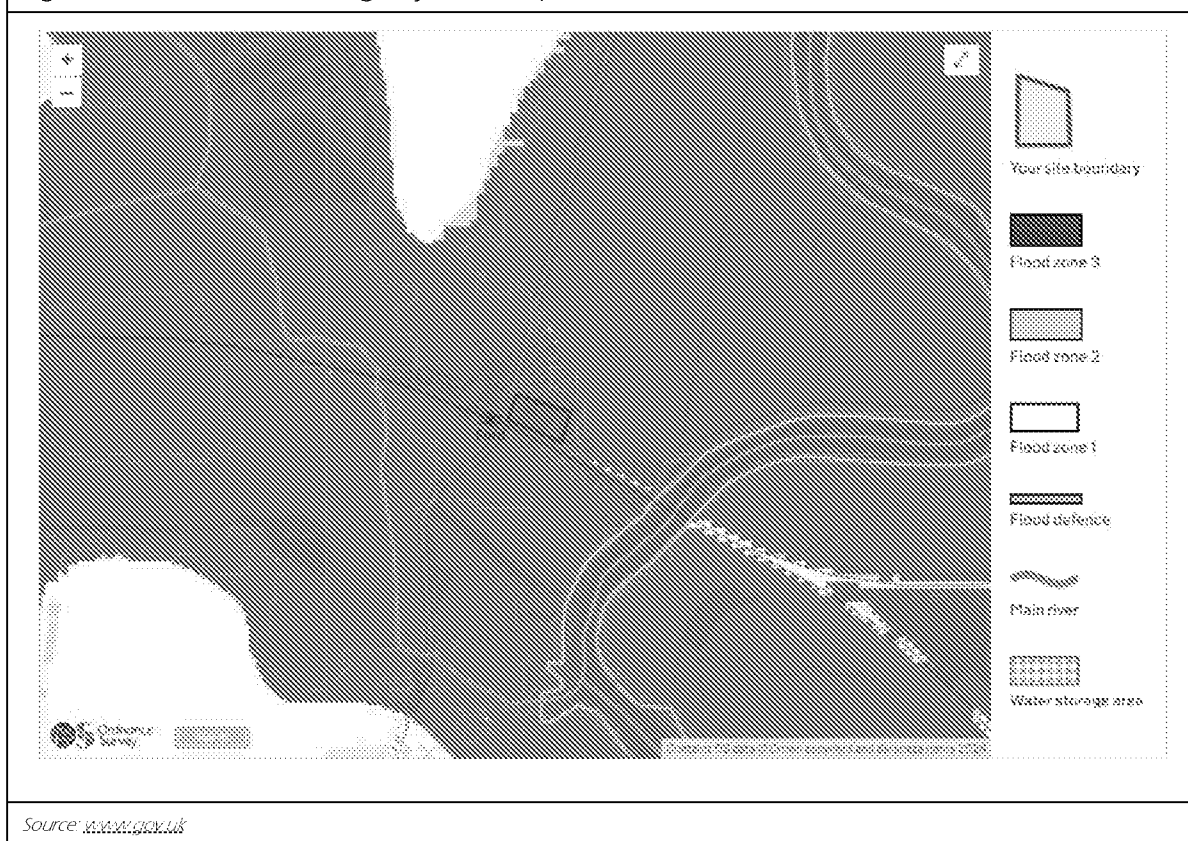 +
−
Your site boundary
Flood zone 3
Flood zone 2
Flood zone 1
Flood defence
Main river
Water storage area
Ordnance
Survey
Source: www.gov.uk